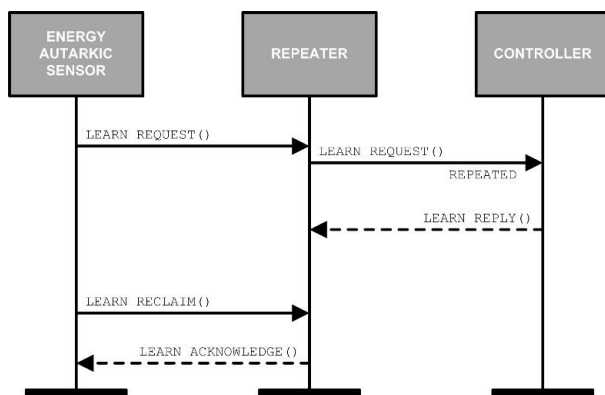 ENERGY
AUTARKIC
SENSOR
REPEATER
CONTROLLER
LEARN REQUEST()
LEARN REQUEST()
REPEATED
LEARN REPLY()
LEARN RECLAIM()
LEARN ACKNOWLEDGE()